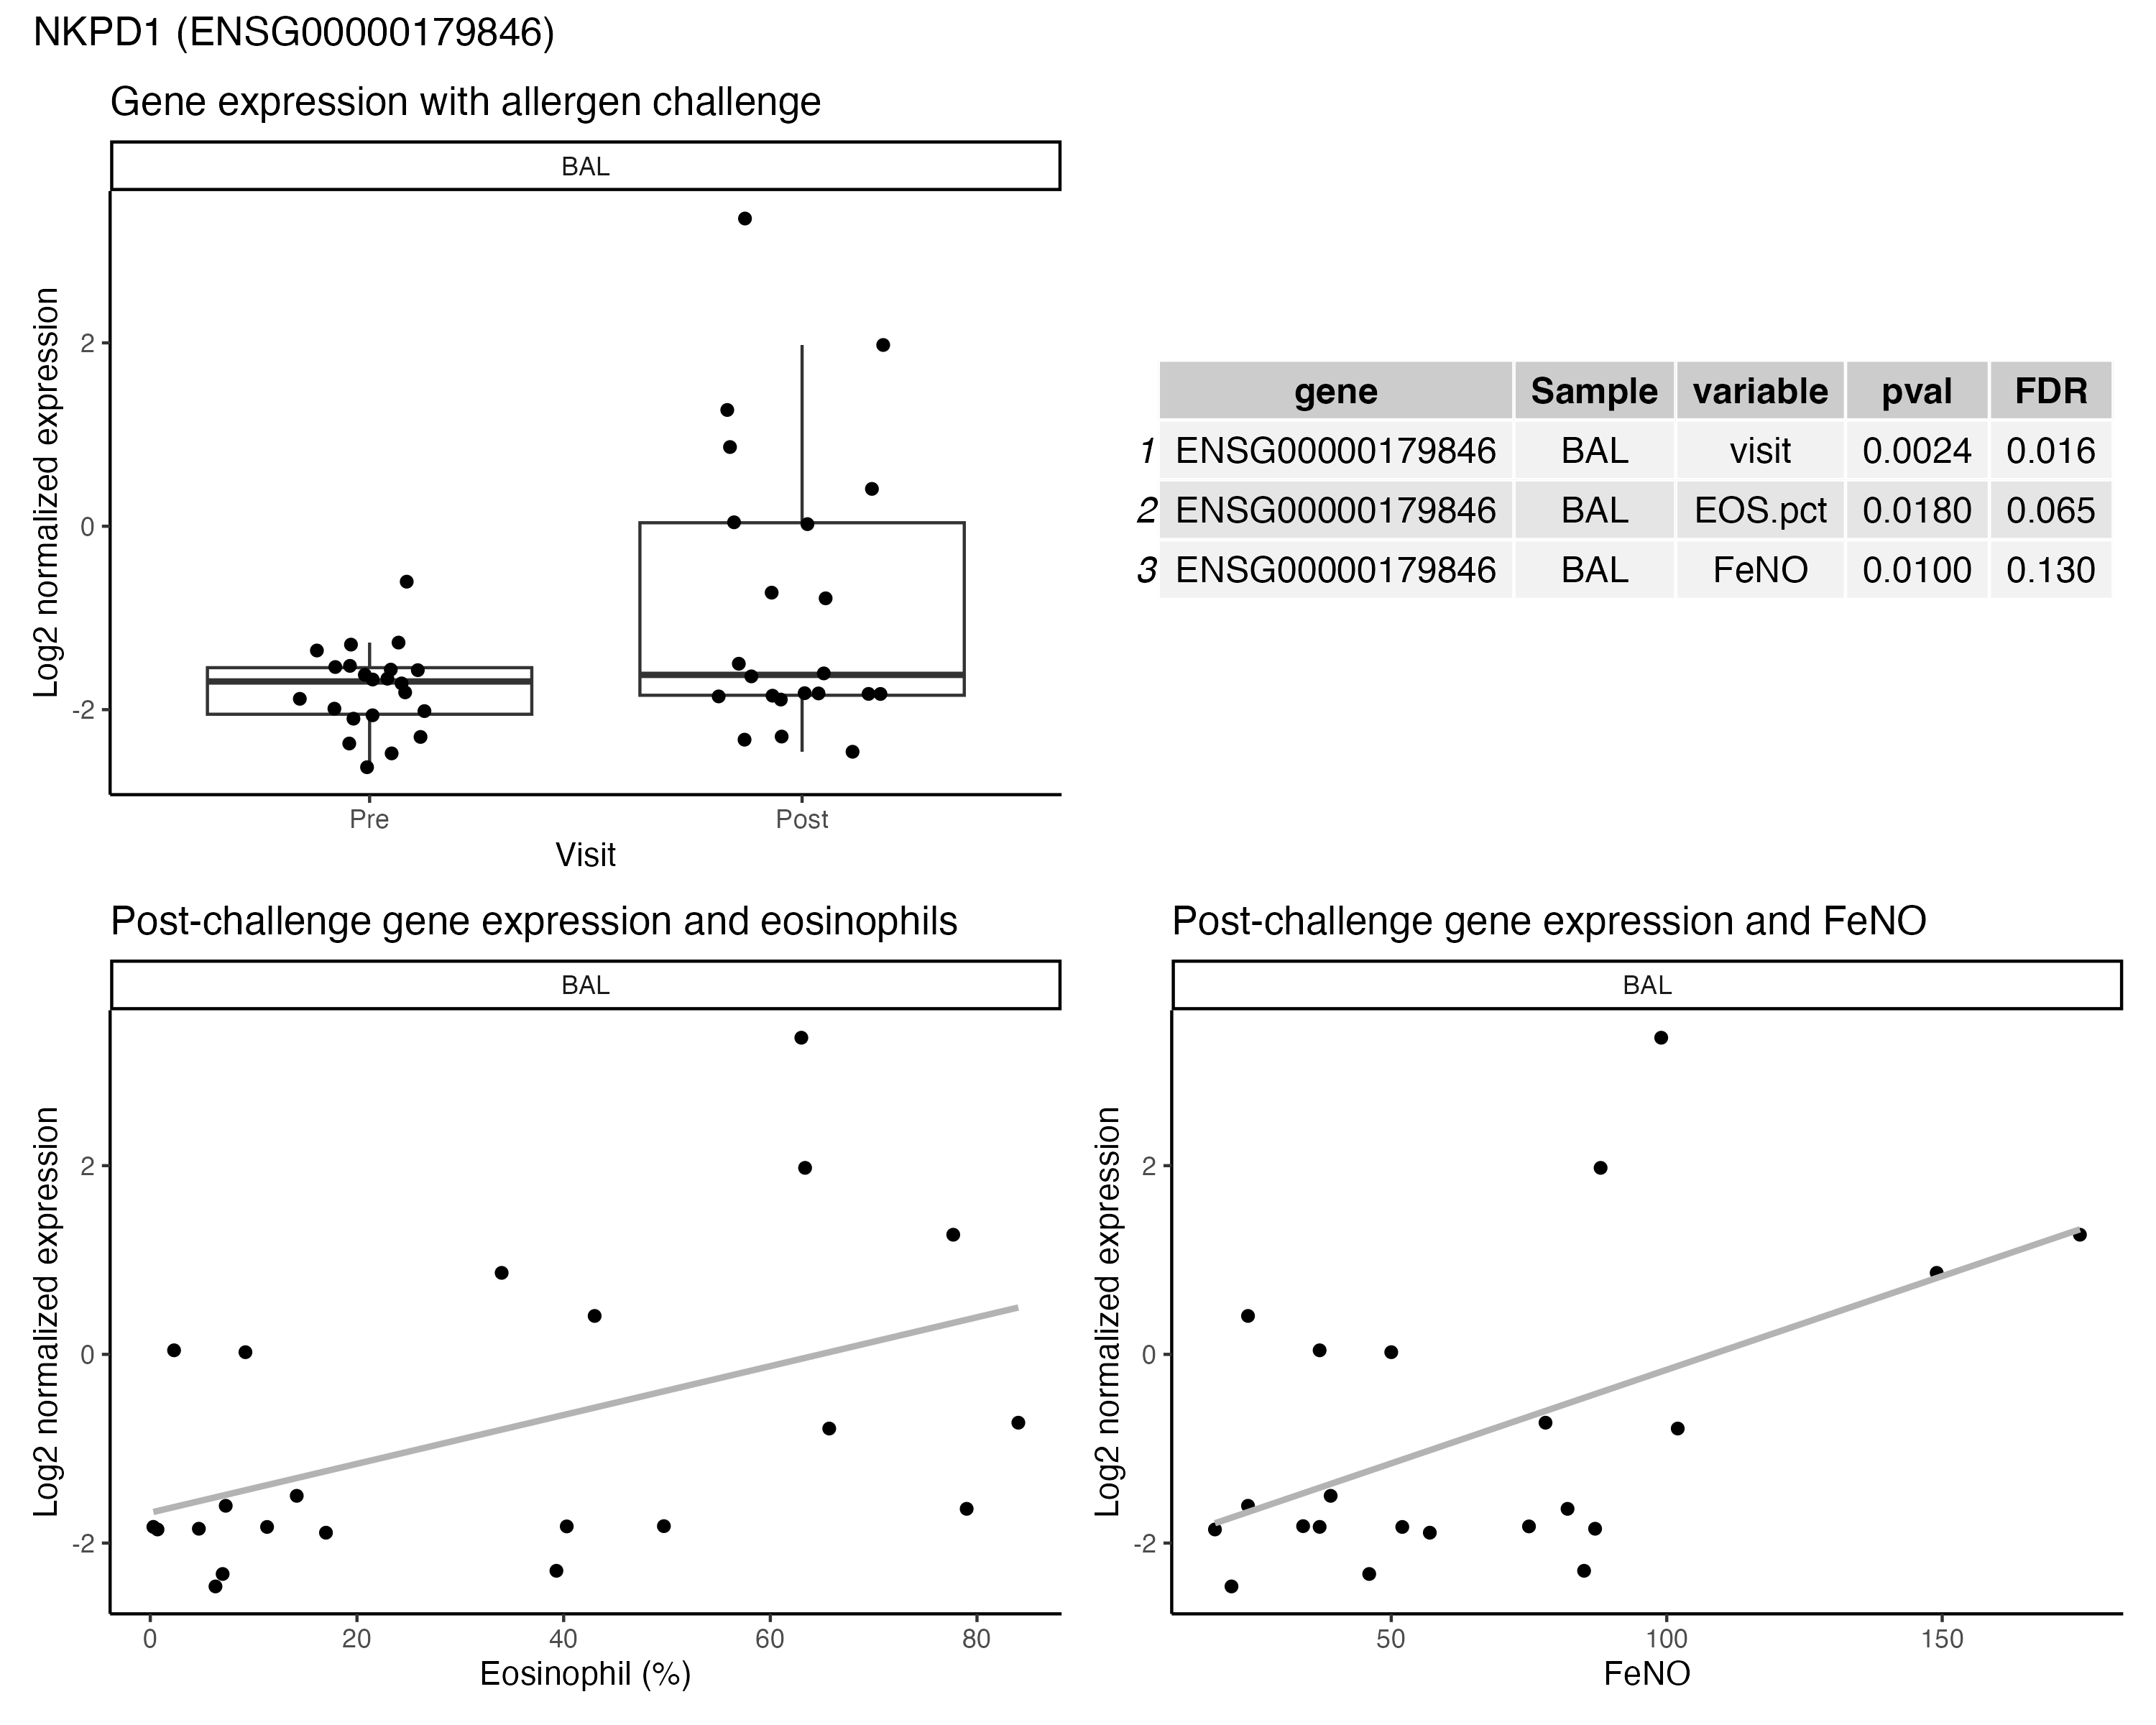 NKPD1 (ENSG00000179846)
Gene expression with allergen challenge
BAL
Log2 normalized expression
2
0
-2
Pre Post
Visit
gene Sample variable pval FDR
1 ENSG00000179846 BAL visit 0.0024 0.016
2 ENSG00000179846 BAL EOS.pct 0.0180 0.065
3 ENSG00000179846 BAL FeNO 0.0100 0.130
Post-challenge gene expression and eosinophils
BAL
Log2 normalized expression
2
0
-2
0 20 40 60 80
Eosinophil (%)
Post-challenge gene expression and FeNO
BAL
Log2 normalized expression
2
0
-2
50 100 150
FeNO